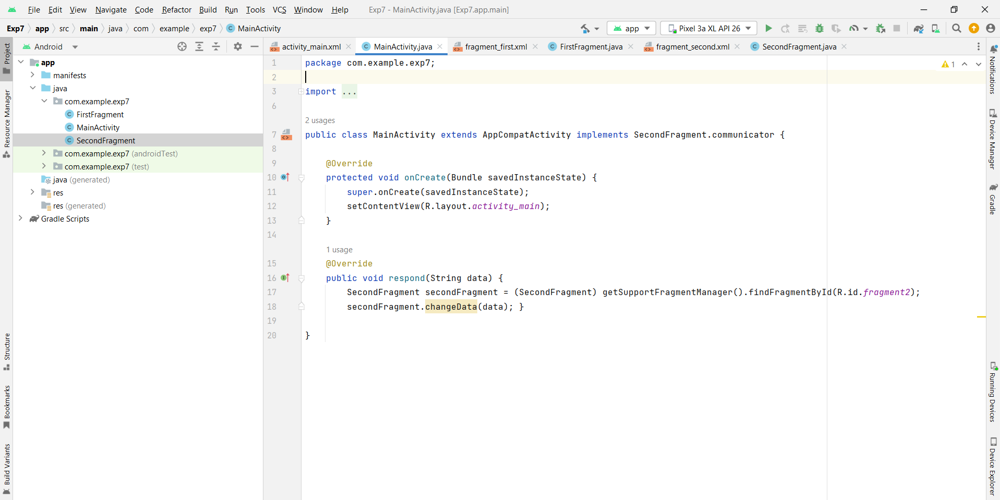 File Edit View Navigate Code Refactor Build Run Tools VCS Window Help Exp7 - MainActivity.java [Exp7.app.main]
Exp7 app src main java com example exp7 C MainActivity app Pixel 3a XL API 26
Project
Resource Manager
Structure
Bookmarks
Build Variants
Android
app
manifests
java
com.example.exp7
C FirstFragment
C MainActivity
C SecondFragment
com.example.exp7 (androidTest)
com.example.exp7 (test)
java (generated)
res
res (generated)
Gradle Scripts
activity_main.xml C MainActivity.java fragment_first.xml C FirstFragment.java fragment_second.xml C SecondFragment.java
1 package com.example.exp7;
2
3 import ...
6
2 usages
7 public class MainActivity extends AppCompatActivity implements SecondFragment.communicator {
8
9 @Override
10 protected void onCreate(Bundle savedInstanceState) {
11 super.onCreate(savedInstanceState);
12 setContentView(R.layout.activity_main);
13 }
14
1 usage
15 @Override
16 public void respond(String data) {
17 SecondFragment secondFragment = (SecondFragment) getSupportFragmentManager().findFragmentById(R.id.fragment2);
18 secondFragment.changeData(data); }
19
20 }
1
Notifications
Device Manager
Gradle
Running Devices
Device Explorer